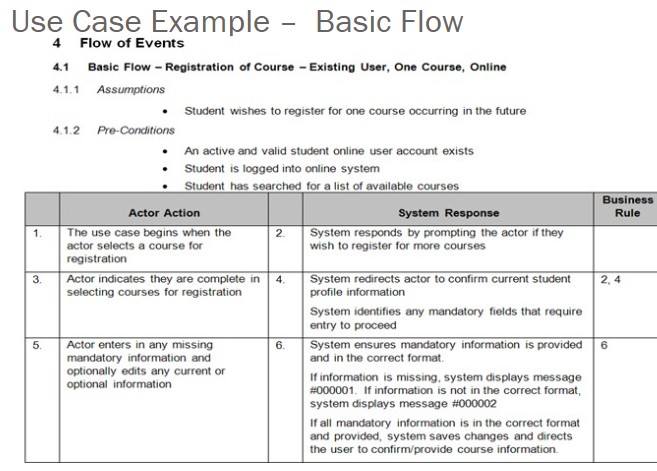 Use Case Example – Basic Flow
4 Flow of Events
4.1 Basic Flow – Registration of Course – Existing User, One Course, Online
4.1.1 Assumptions
• Student wishes to register for one course occurring in the future
4.1.2 Pre-Conditions
• An active and valid student online user account exists
• Student is logged into online system
• Student has searched for a list of available courses
Actor Action
System Response
Business
Rule
1.
The use case begins when the
actor selects a course for
registration
2.
System responds by prompting the actor if they
wish to register for more courses
3.
Actor indicates they are complete in
selecting courses for registration
4.
System redirects actor to confirm current student
profile information
System identifies any mandatory fields that require
entry to proceed
2, 4
5.
Actor enters in any missing
mandatory information and
optionally edits any current or
optional information
6.
System ensures mandatory information is provided
and in the correct format.
If information is missing, system displays message
#000001. If information is not in the correct format,
system displays message #000002
If all mandatory information is in the correct format
and provided, system saves changes and directs
the user to confirm/provide course information.
6